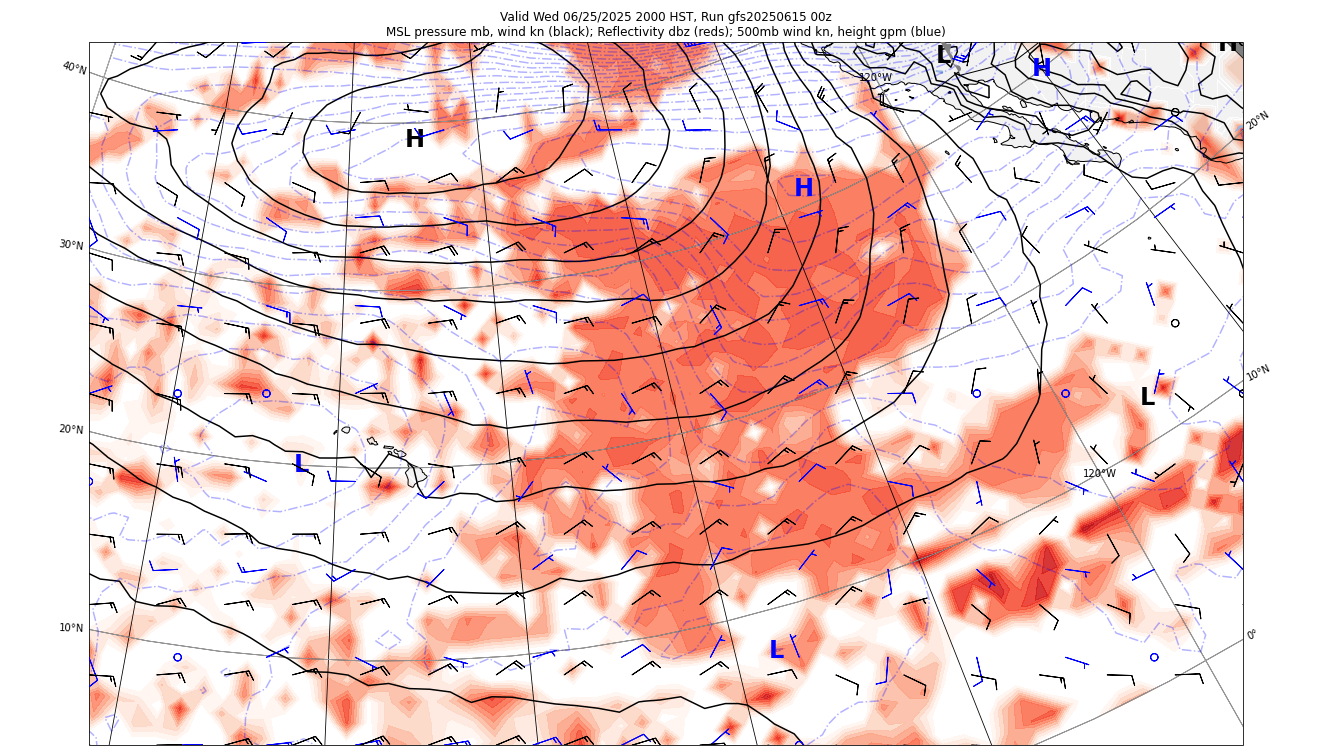 Valid Wed 06/25/2025 2000 HST, Run gfs20250615 00z
MSL pressure mb, wind kn (black); Reflectivity dbz (reds); 500mb wind kn, height gpm (blue)
H
L
40°N
H
120°W
20°N
H
H
30°N
10°N
L
20°N
L
120°W
10°N
0°
L